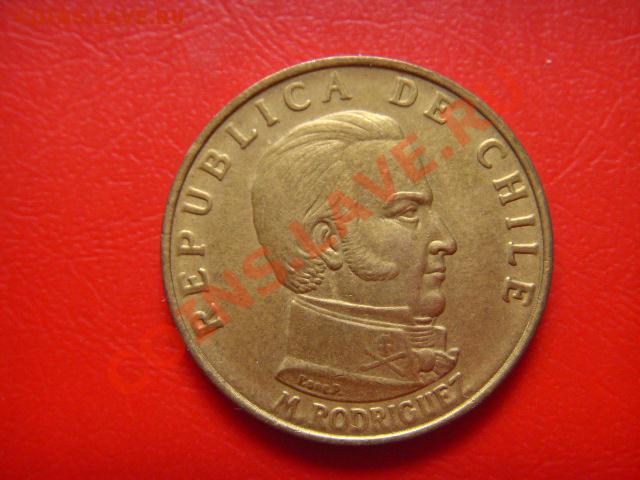 COINS.LAVE.RU
REPUBLICA DE CHILE
COINS.LAVE.RU
M. RODRIGUEZ